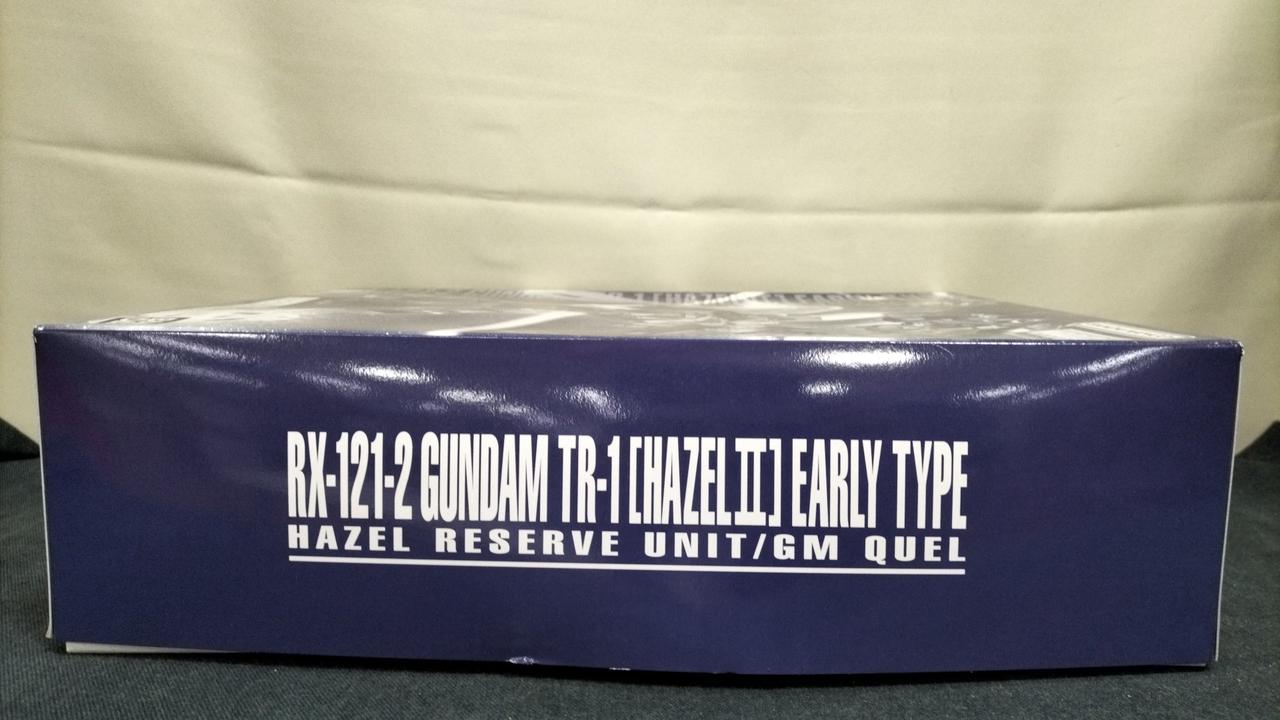 RX-121-2 GUNDAM TR-1 [HAZEL II] EARLY TYPE
HAZEL RESERVE UNIT/GM QUEL